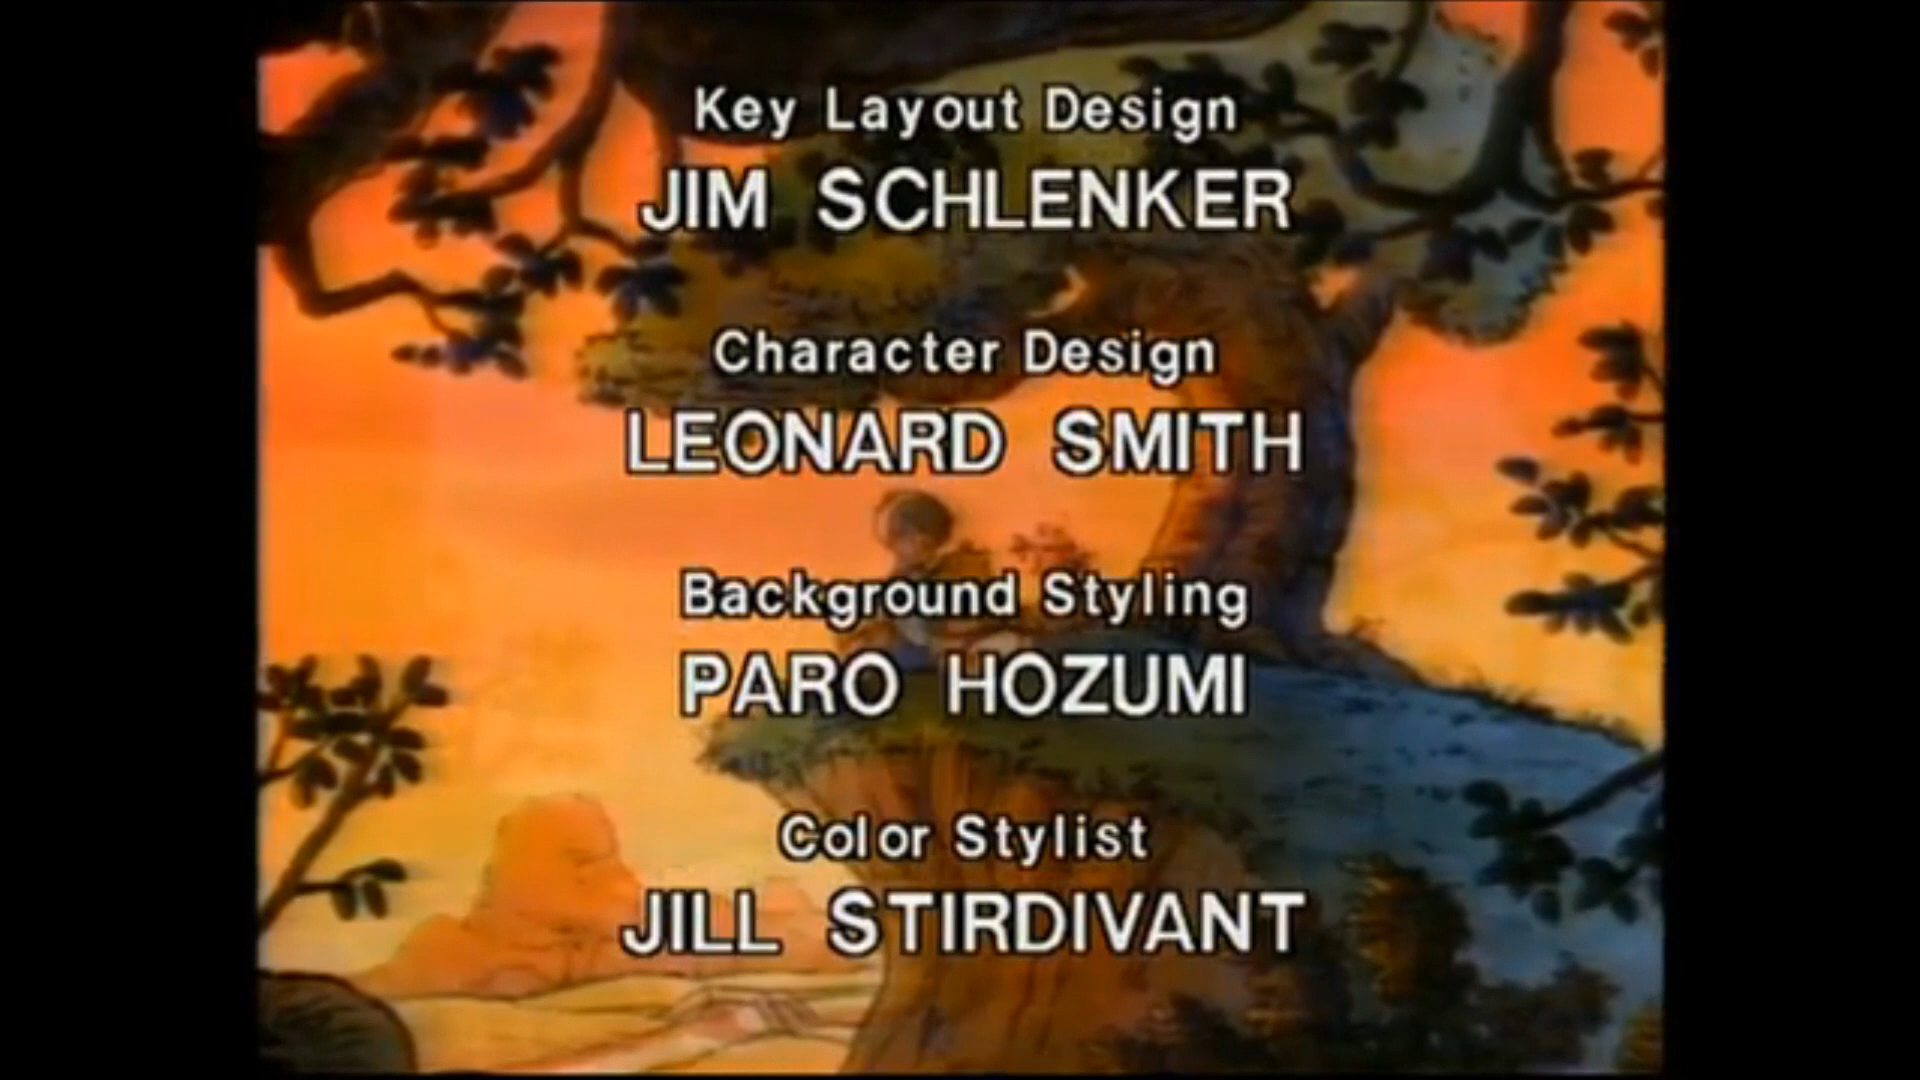 Key Layout Design
JIM SCHLENKER
Character Design
LEONARD SMITH
Background Styling
PARO HOZUMI
Color Stylist
JILL STIRDIVANT